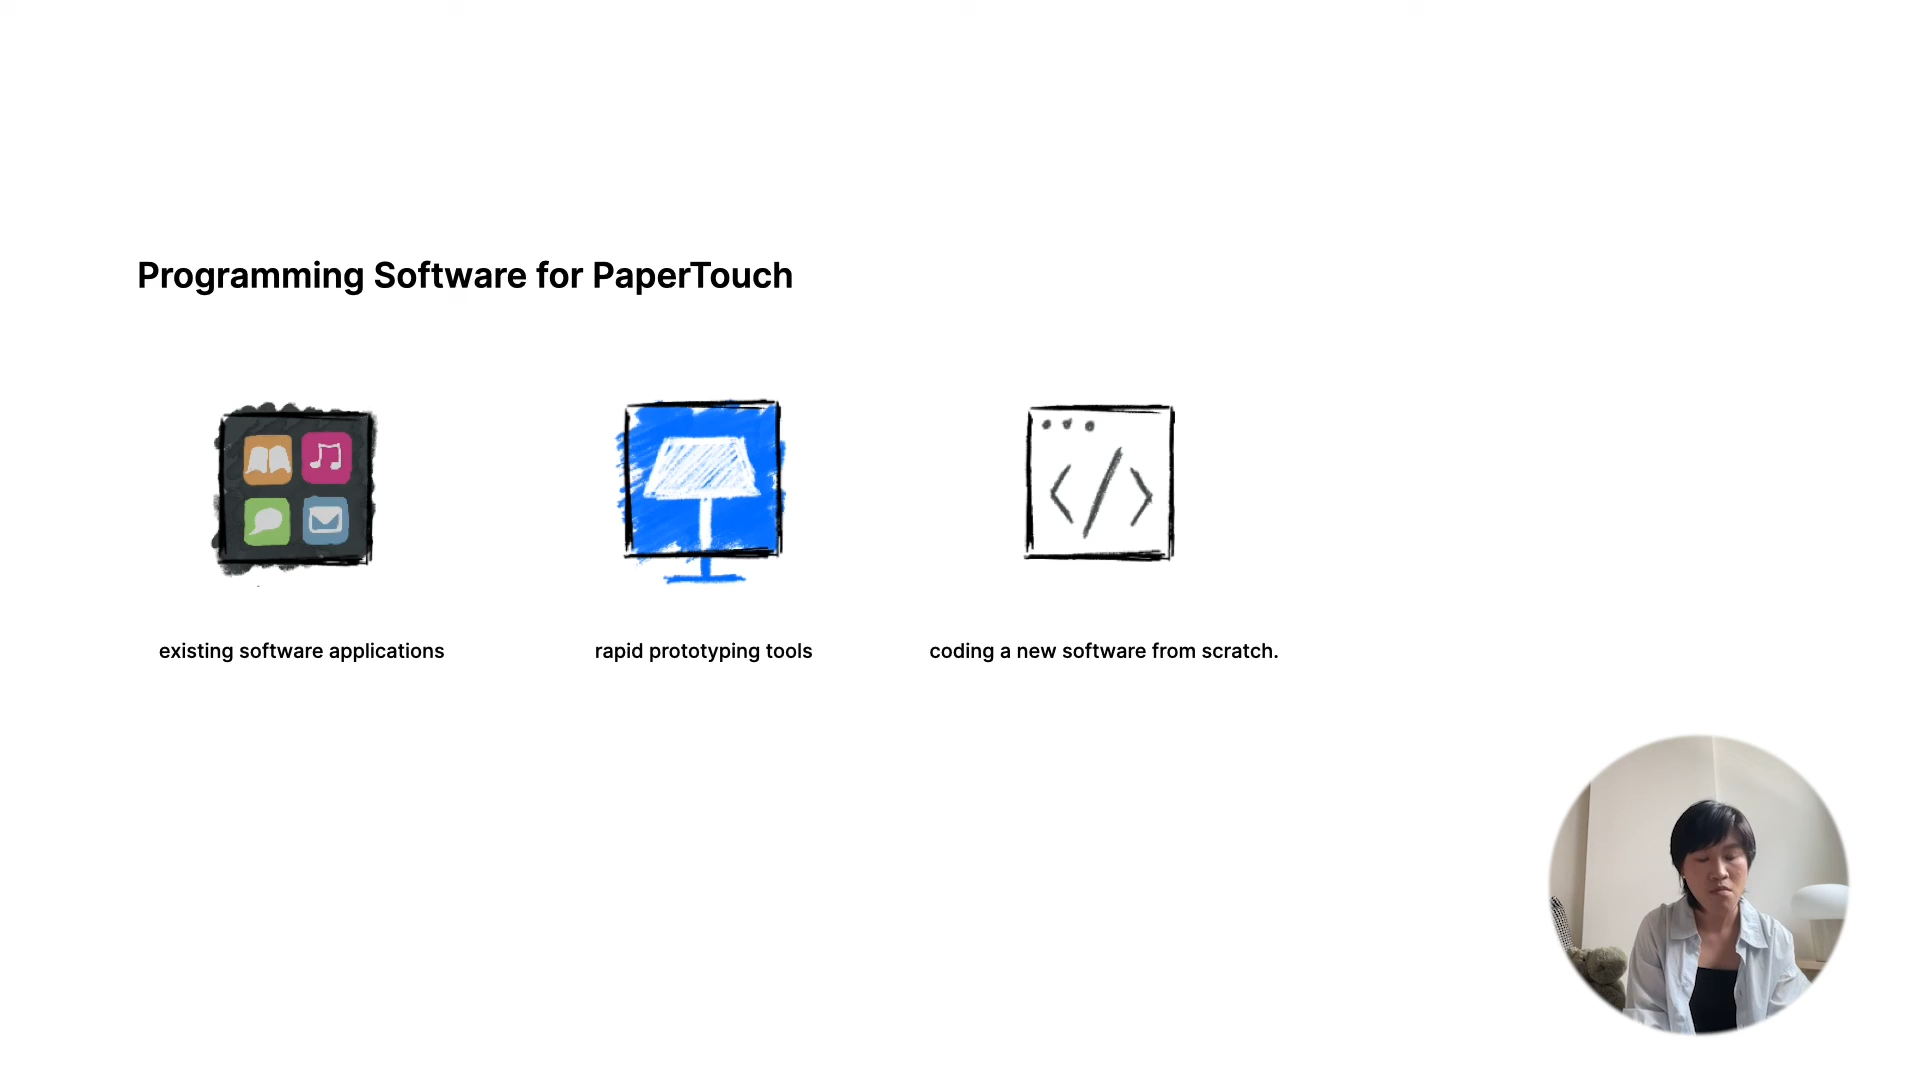 Programming Software for PaperTouch
existing software applications
rapid prototyping tools
coding a new software from scratch.